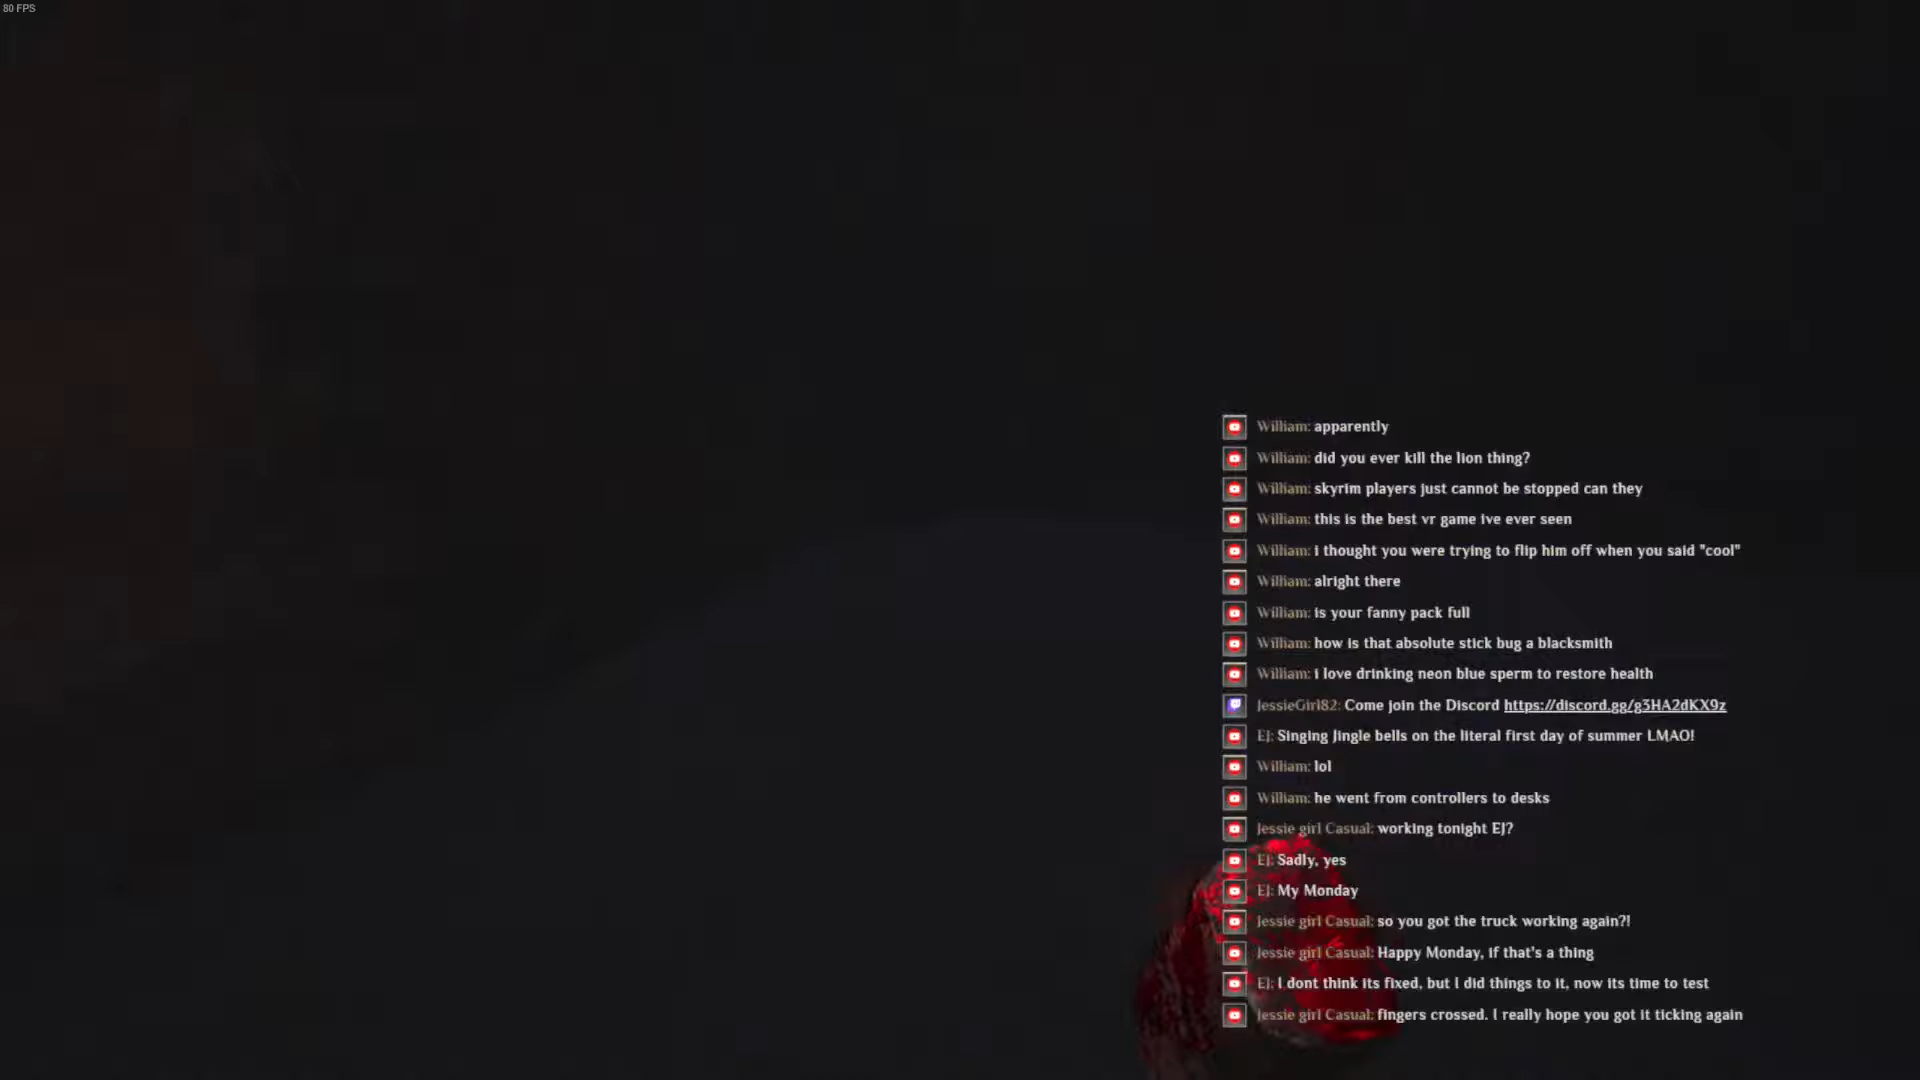 80 FPS
William: apparently
William: did you ever kill the lion thing?
William: skyrim players just cannot be stopped can they
William: this is the best vr game ive ever seen
William: i thought you were trying to flip him off when you said "cool"
William: alright there
William: is your fanny pack full
William: how is that absolute stick bug a blacksmith
William: i love drinking neon blue sperm to restore health
JessieGirl82: Come join the Discord https://discord.gg/g3HA2dKX9z
EJ: Singing Jingle bells on the literal first day of summer LMAO!
William: lol
William: he went from controllers to desks
Jessie girl Casual: working tonight EJ?
EJ: Sadly, yes
EJ: My Monday
Jessie girl Casual: so you got the truck working again?!
Jessie girl Casual: Happy Monday, if that's a thing
EJ: I dont think its fixed, but I did things to it, now its time to test
Jessie girl Casual: fingers crossed. I really hope you got it ticking again